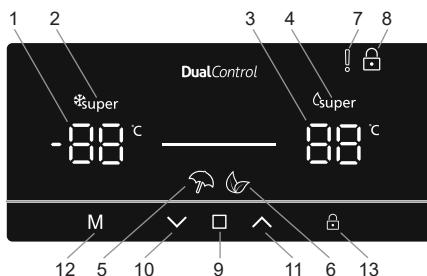 1 2 3 4 7 8
DualControl
super super
-88 °C 88 °C
M
12 5 10 9 11 6 13